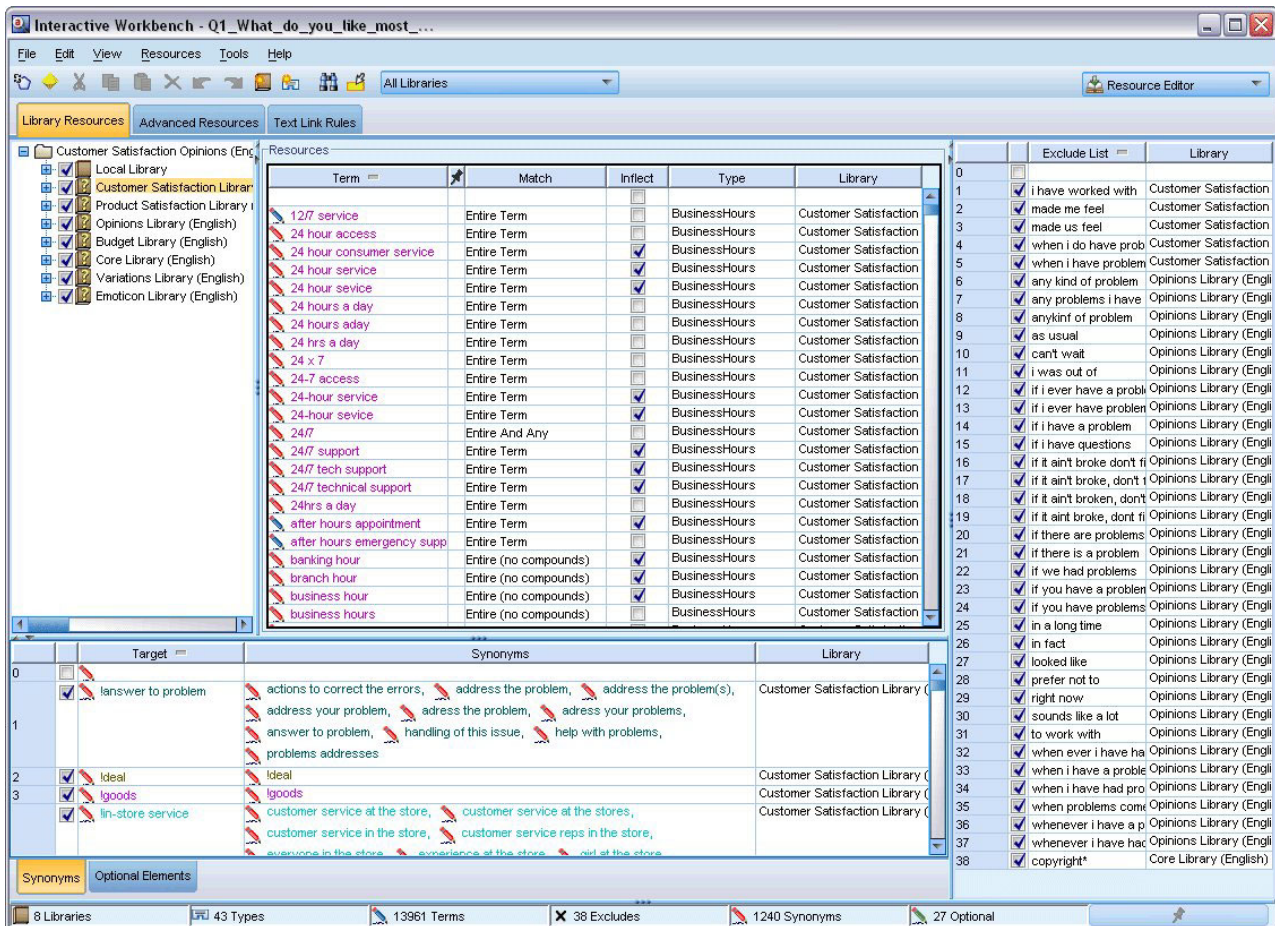 Interactive Workbench - Q1_What_do_you_like_most_...
File Edit View Resources Tools Help
All Libraries
Resource Editor
Library Resources Advanced Resources Text Link Rules
Customer Satisfaction Opinions (Eng
Local Library
Customer Satisfaction Librar
Product Satisfaction Library
Opinions Library (English)
Budget Library (English)
Core Library (English)
Variations Library (English)
Emoticon Library (English)
Resources
Term Match Inflect Type Library
12/7 service Entire Term BusinessHours Customer Satisfaction
24 hour access Entire Term BusinessHours Customer Satisfaction
24 hour consumer service Entire Term BusinessHours Customer Satisfaction
24 hour service Entire Term BusinessHours Customer Satisfaction
24 hour sevice Entire Term BusinessHours Customer Satisfaction
24 hours a day Entire Term BusinessHours Customer Satisfaction
24 hours aday Entire Term BusinessHours Customer Satisfaction
24 hrs a day Entire Term BusinessHours Customer Satisfaction
24 x 7 Entire Term BusinessHours Customer Satisfaction
24-7 access Entire Term BusinessHours Customer Satisfaction
24-hour service Entire Term BusinessHours Customer Satisfaction
24-hour sevice Entire Term BusinessHours Customer Satisfaction
24/7 Entire And Any BusinessHours Customer Satisfaction
24/7 support Entire Term BusinessHours Customer Satisfaction
24/7 tech support Entire Term BusinessHours Customer Satisfaction
24/7 technical support Entire Term BusinessHours Customer Satisfaction
24hrs a day Entire Term BusinessHours Customer Satisfaction
after hours appointment Entire Term BusinessHours Customer Satisfaction
after hours emergency supp Entire Term BusinessHours Customer Satisfaction
banking hour Entire (no compounds) BusinessHours Customer Satisfaction
branch hour Entire (no compounds) BusinessHours Customer Satisfaction
business hour Entire (no compounds) BusinessHours Customer Satisfaction
business hours Entire (no compounds) BusinessHours Customer Satisfaction
Exclude List Library
0
1 i have worked with Customer Satisfaction
2 made me feel Customer Satisfaction
3 made us feel Customer Satisfaction
4 when i do have prob Customer Satisfaction
5 when i have problem Customer Satisfaction
6 any kind of problem Opinions Library (Engli
7 any problems i have Opinions Library (Engli
8 anykinf of problem Opinions Library (Engli
9 as usual Opinions Library (Engli
10 can't wait Opinions Library (Engli
11 i was out of Opinions Library (Engli
12 if i ever have a probl Opinions Library (Engli
13 if i ever have problen Opinions Library (Engli
14 if i have a problem Opinions Library (Engli
15 if i have questions Opinions Library (Engli
16 if it ain't broke don't fi Opinions Library (Engli
17 if it ain't broke, don't t Opinions Library (Engli
18 if it ain't broken, don't Opinions Library (Engli
19 if it aint broke, dont fi Opinions Library (Engli
20 if there are problems Opinions Library (Engli
21 if there is a problem Opinions Library (Engli
22 if we had problems Opinions Library (Engli
23 if you have a problen Opinions Library (Engli
24 if you have problems Opinions Library (Engli
25 in a long time Opinions Library (Engli
26 in fact Opinions Library (Engli
27 looked like Opinions Library (Engli
28 prefer not to Opinions Library (Engli
29 right now Opinions Library (Engli
30 sounds like a lot Opinions Library (Engli
31 to work with Opinions Library (Engli
32 when ever i have ha Opinions Library (Engli
33 when i have a proble Opinions Library (Engli
34 when i have had pro Opinions Library (Engli
35 when problems come Opinions Library (Engli
36 whenever i have a p Opinions Library (Engli
37 whenever i have had Opinions Library (Engli
38 copyright* Core Library (English)
Target Synonyms Library
0
1 !answer to problem actions to correct the errors, address the problem, address the problem(s), Customer Satisfaction Library (
address your problem, adress the problem, adress your problems,
answer to problem, handling of this issue, help with problems,
problems addresses
2 !deal !deal Customer Satisfaction Library (
3 !goods !goods Customer Satisfaction Library (
!in-store service customer service at the store, customer service at the stores, Customer Satisfaction Library (
customer service in the store, customer service reps in the store,
everyone in the store, experience at the store, girl at the store
Synonyms Optional Elements
8 Libraries 43 Types 13961 Terms 38 Excludes 1240 Synonyms 27 Optional